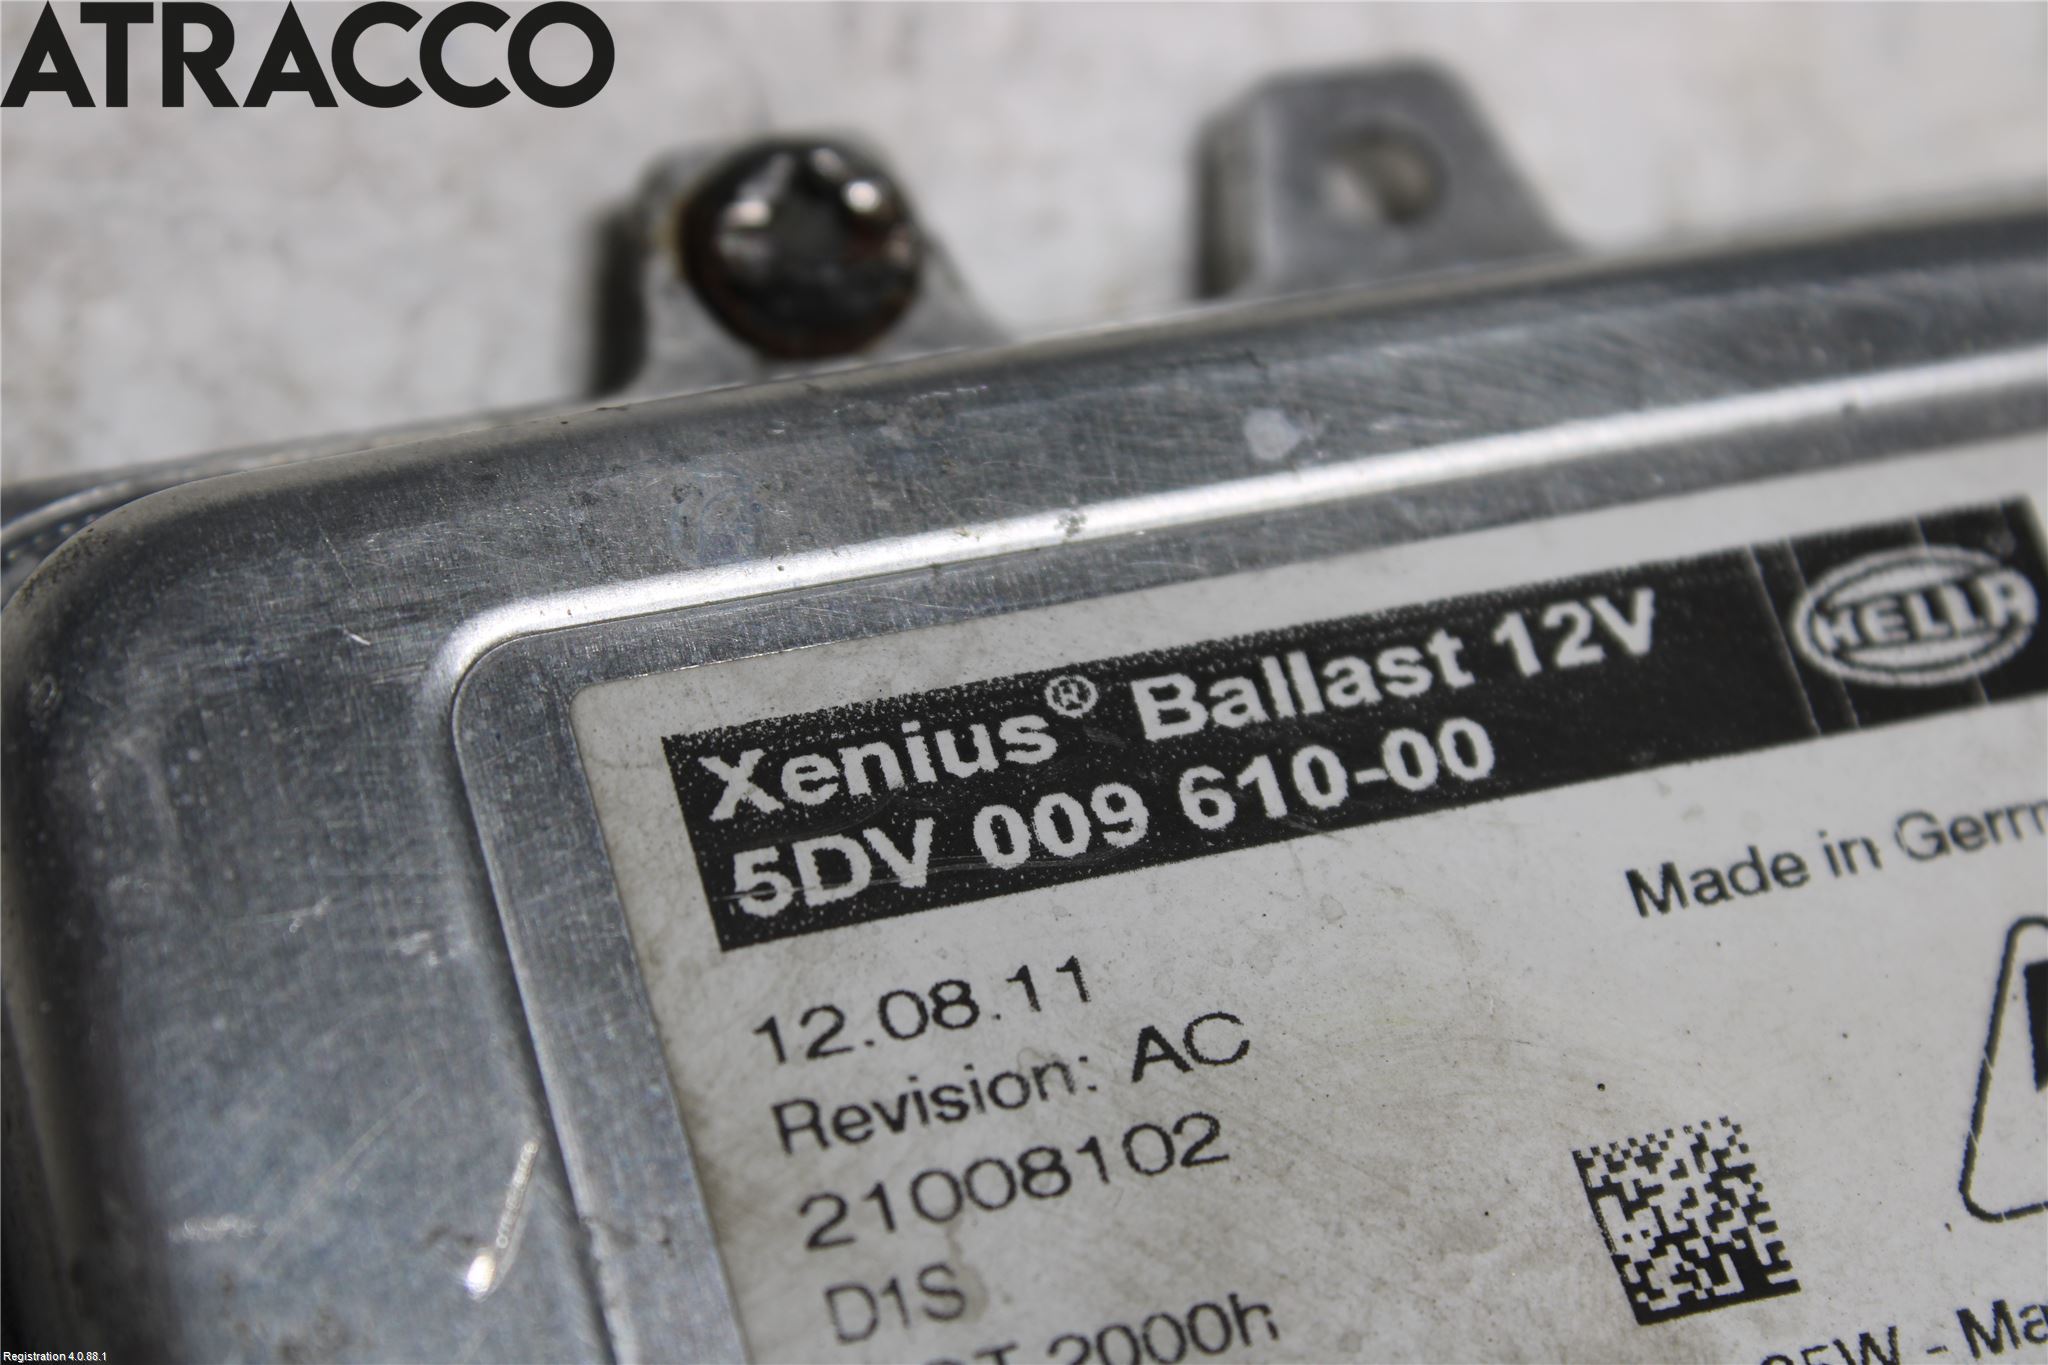 ATRACCO
Xenius® Ballast 12V
HELLA
5DV 009 610-00
Made in
12.08.11
Revision: AC
21008102
D1S
2000h
Registration 4.0.88.1